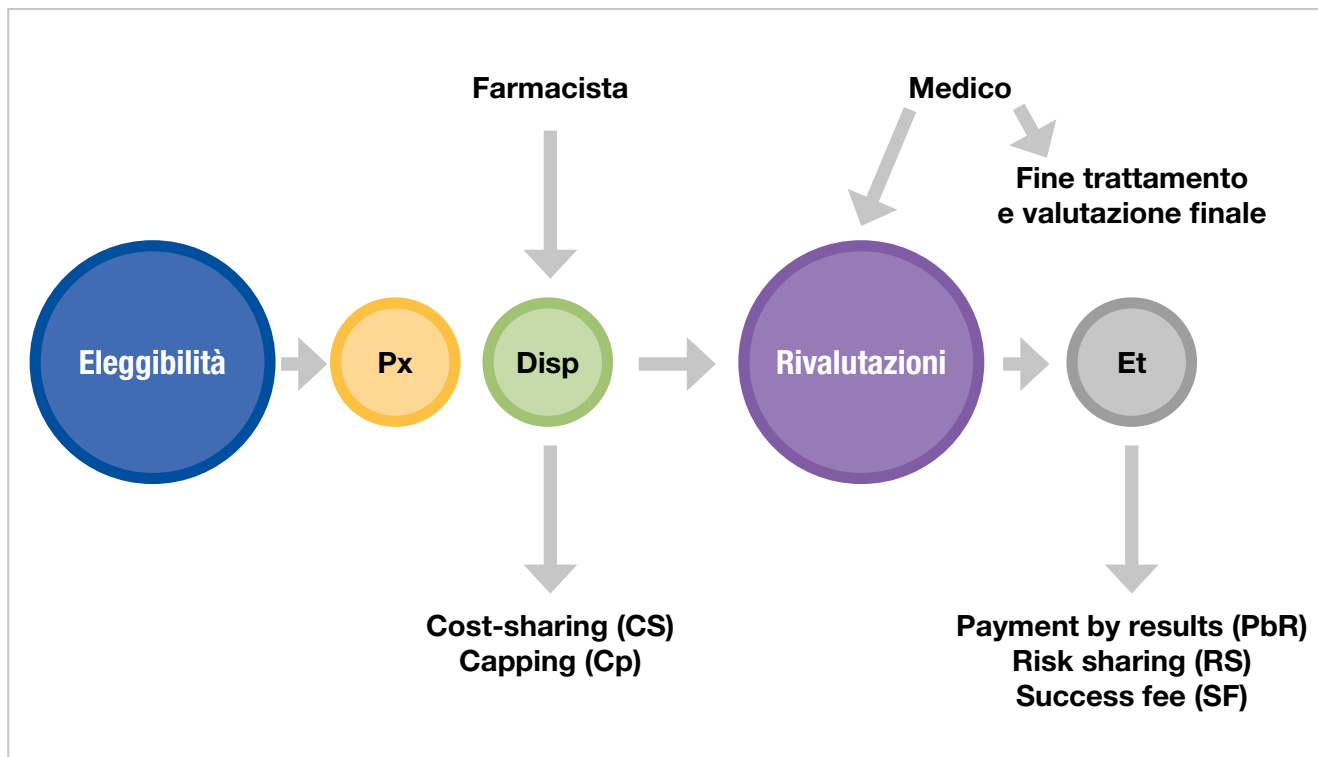 Farmacista
Medico
Fine trattamento
e valutazione finale
Eleggibilità
Px
Disp
Rivalutazioni
Et
Cost-sharing (CS)
Capping (Cp)
Payment by results (PbR)
Risk sharing (RS)
Success fee (SF)